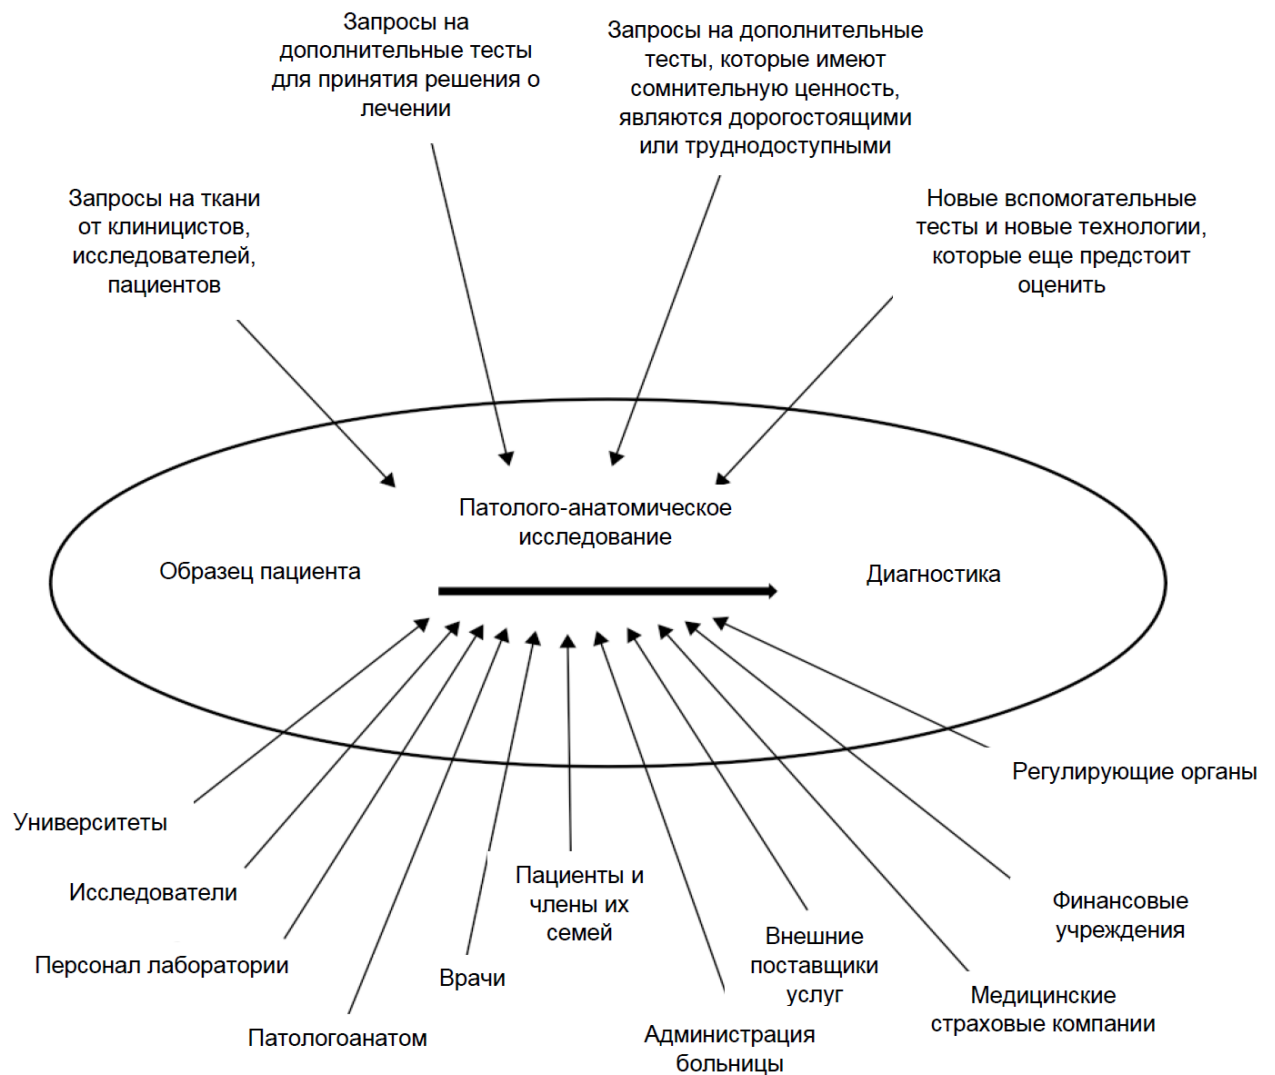 Запросы на
дополнительные тесты
для принятия решения о
лечении
Запросы на дополнительные
тесты, которые имеют
сомнительную ценность,
являются дорогостоящими
или труднодоступными
Запросы на ткани
от клиницистов,
исследователей,
пациентов
Новые вспомогательные
тесты и новые технологии,
которые еще предстоит
оценить
Патолого-анатомическое
исследование
Образец пациента
Диагностика
Университеты
Исследователи
Персонал лаборатории
Патологоанатом
Врачи
Пациенты и
члены их
семей
Администрация
больницы
Внешние
поставщики
услуг
Медицинские
страховые компании
Финансовые
учреждения
Регулирующие органы